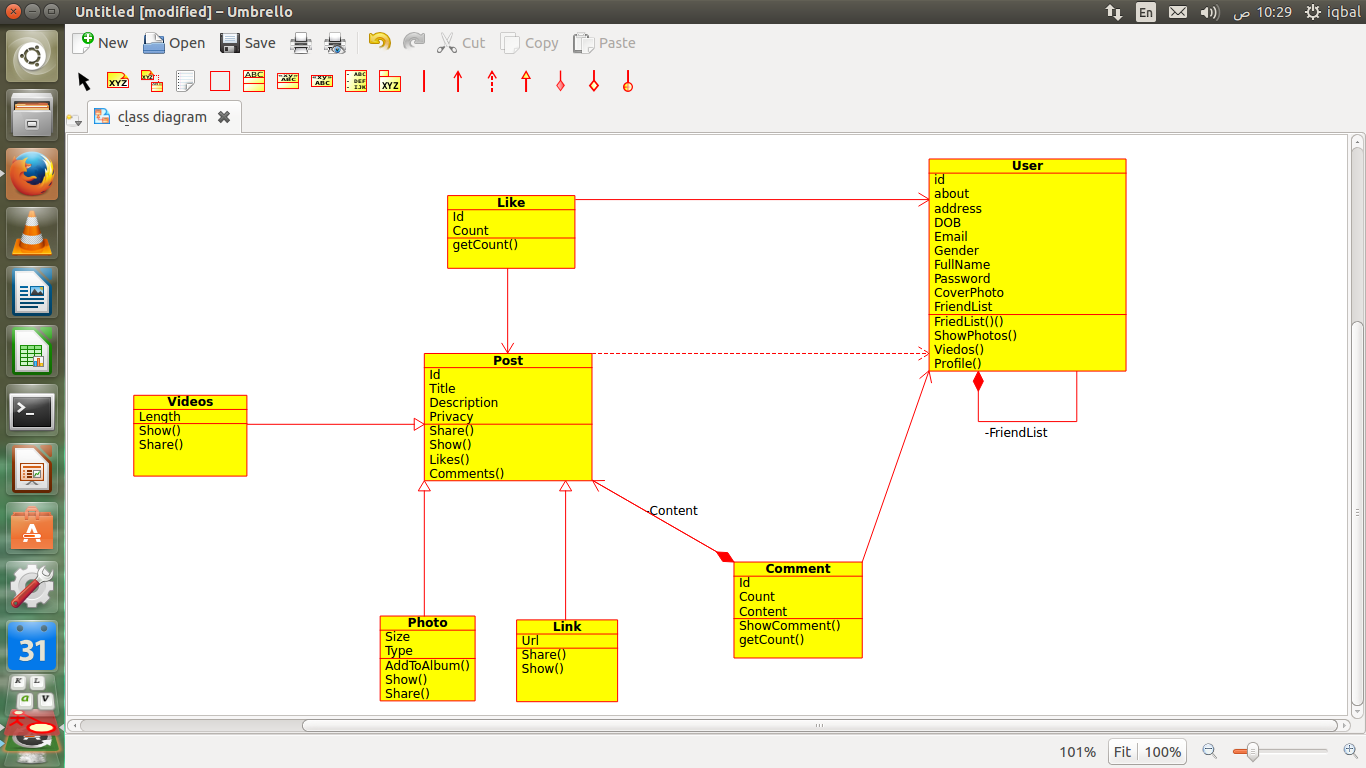 Untitled [modified] – Umbrello
En
ص 10:29
iqbal
New
Open
Save
Cut
Copy
Paste
XYZ
XYZ
ABC
-xy=
ABC
-xy=
ABC
- ABC
- DEF
- IJK
XYZ
class diagram
User
id
about
address
DOB
Email
Gender
FullName
Password
CoverPhoto
FriendList
FriedList()()
ShowPhotos()
Viedos()
Profile()
-FriendList
Like
Id
Count
getCount()
Post
Id
Title
Description
Privacy
Share()
Show()
Likes()
Comments()
Videos
Length
Show()
Share()
-Content
Comment
Id
Count
Content
ShowComment()
getCount()
Photo
Size
Type
AddToAlbum()
Show()
Share()
Link
Url
Share()
Show()
>_
A
31
K L
a v
101%
Fit
100%